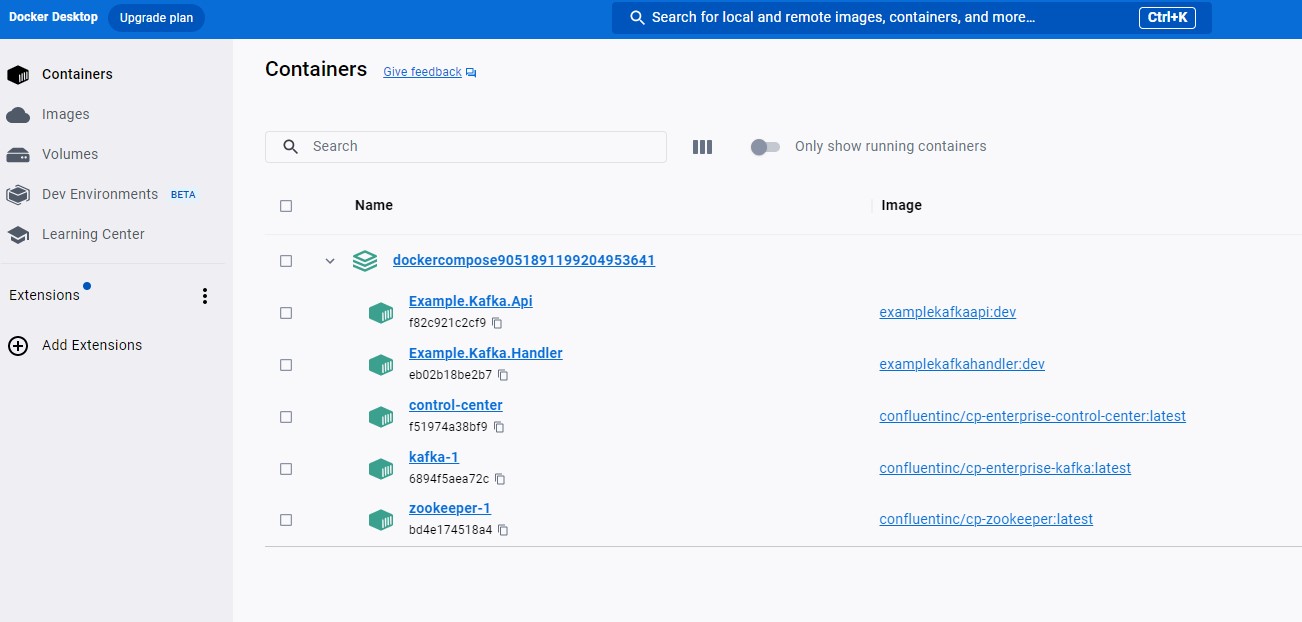 Docker Desktop Upgrade plan Search for local and remote images, containers, and more... Ctrl+K
Containers
Images
Volumes
Dev Environments BETA
Learning Center
Extensions
Add Extensions
Containers Give feedback
Search Only show running containers
Name Image
dockercompose9051891199204953641
Example.Kafka.Api
f82c921c2cf9
examplekafkaapi:dev
Example.Kafka.Handler
eb02b18be2b7
examplekafkahandler:dev
control-center
f51974a38bf9
confluentinc/cp-enterprise-control-center:latest
kafka-1
6894f5aea72c
confluentinc/cp-enterprise-kafka:latest
zookeeper-1
bd4e174518a4
confluentinc/cp-zookeeper:latest